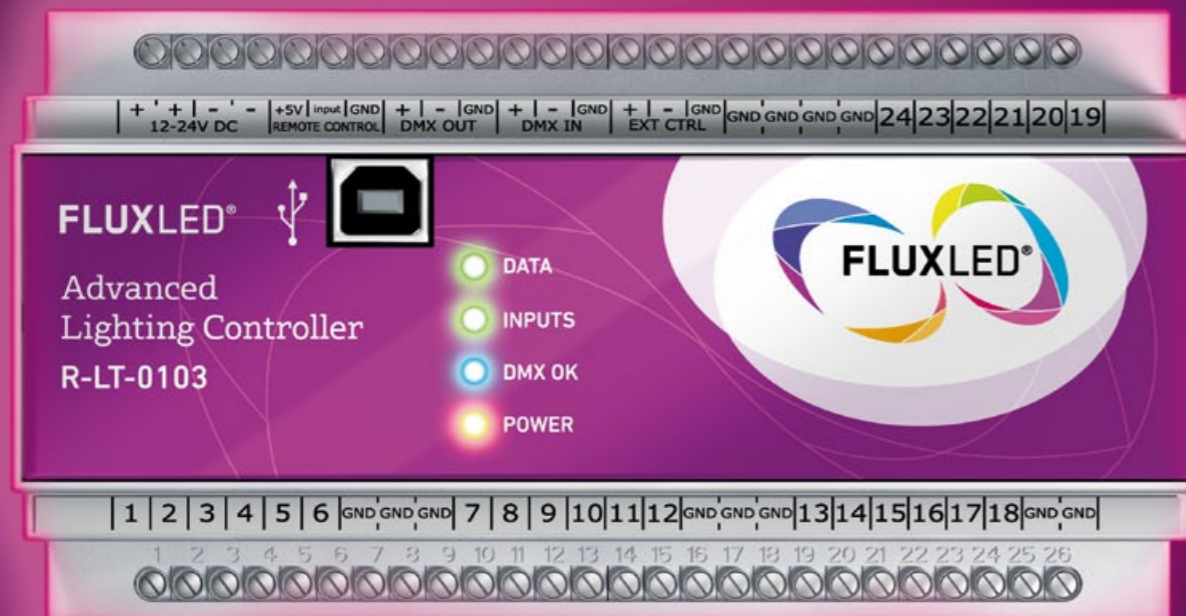 + + - - +5V input GND + - GND + - GND + - GND GND GND GND GND 24 23 22 21 20 19
12-24V DC REMOTE CONTROL DMX OUT DMX IN EXT CTRL
FLUXLED®
Advanced
Lighting Controller
R-LT-0103
DATA
INPUTS
DMX OK
POWER
FLUXLED®
1 2 3 4 5 6 GND GND GND 7 8 9 10 11 12 GND GND GND 13 14 15 16 17 18 GND GND
1 2 3 4 5 6 7 8 9 10 11 12 13 14 15 16 17 18 19 20 21 22 23 24 25 26